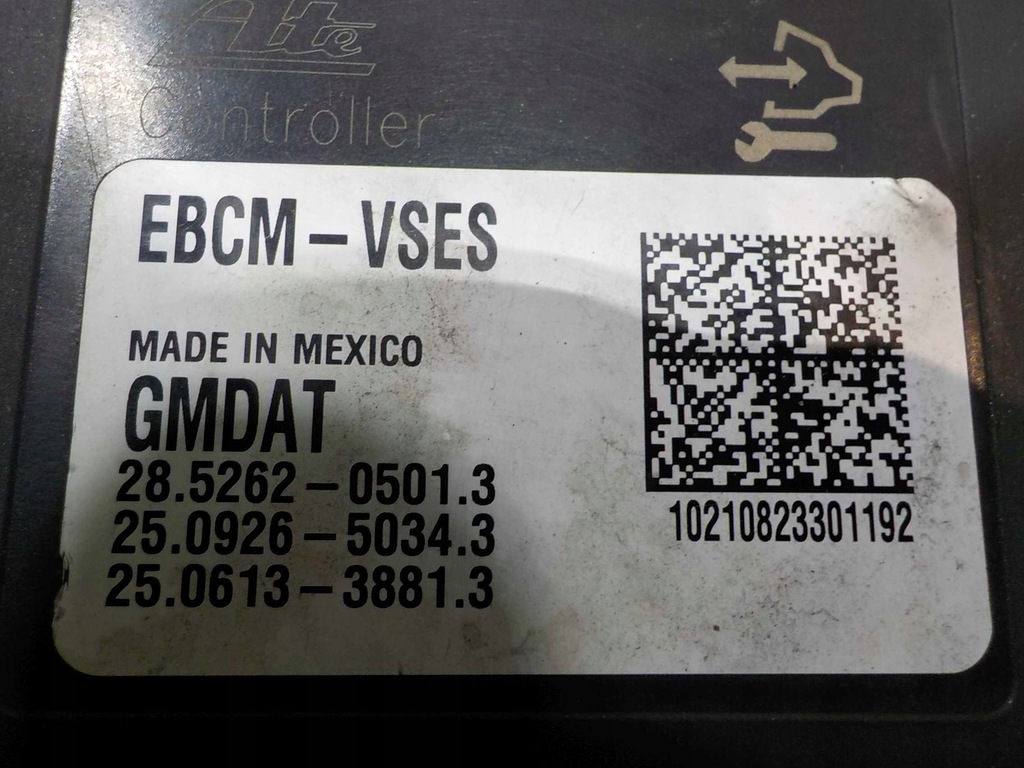 Ate
Controller
EBCM – VSES
MADE IN MEXICO
GMDAT
28.5262 – 0501.3
25.0926 – 5034.3
25.0613 – 3881.3
10210823301192